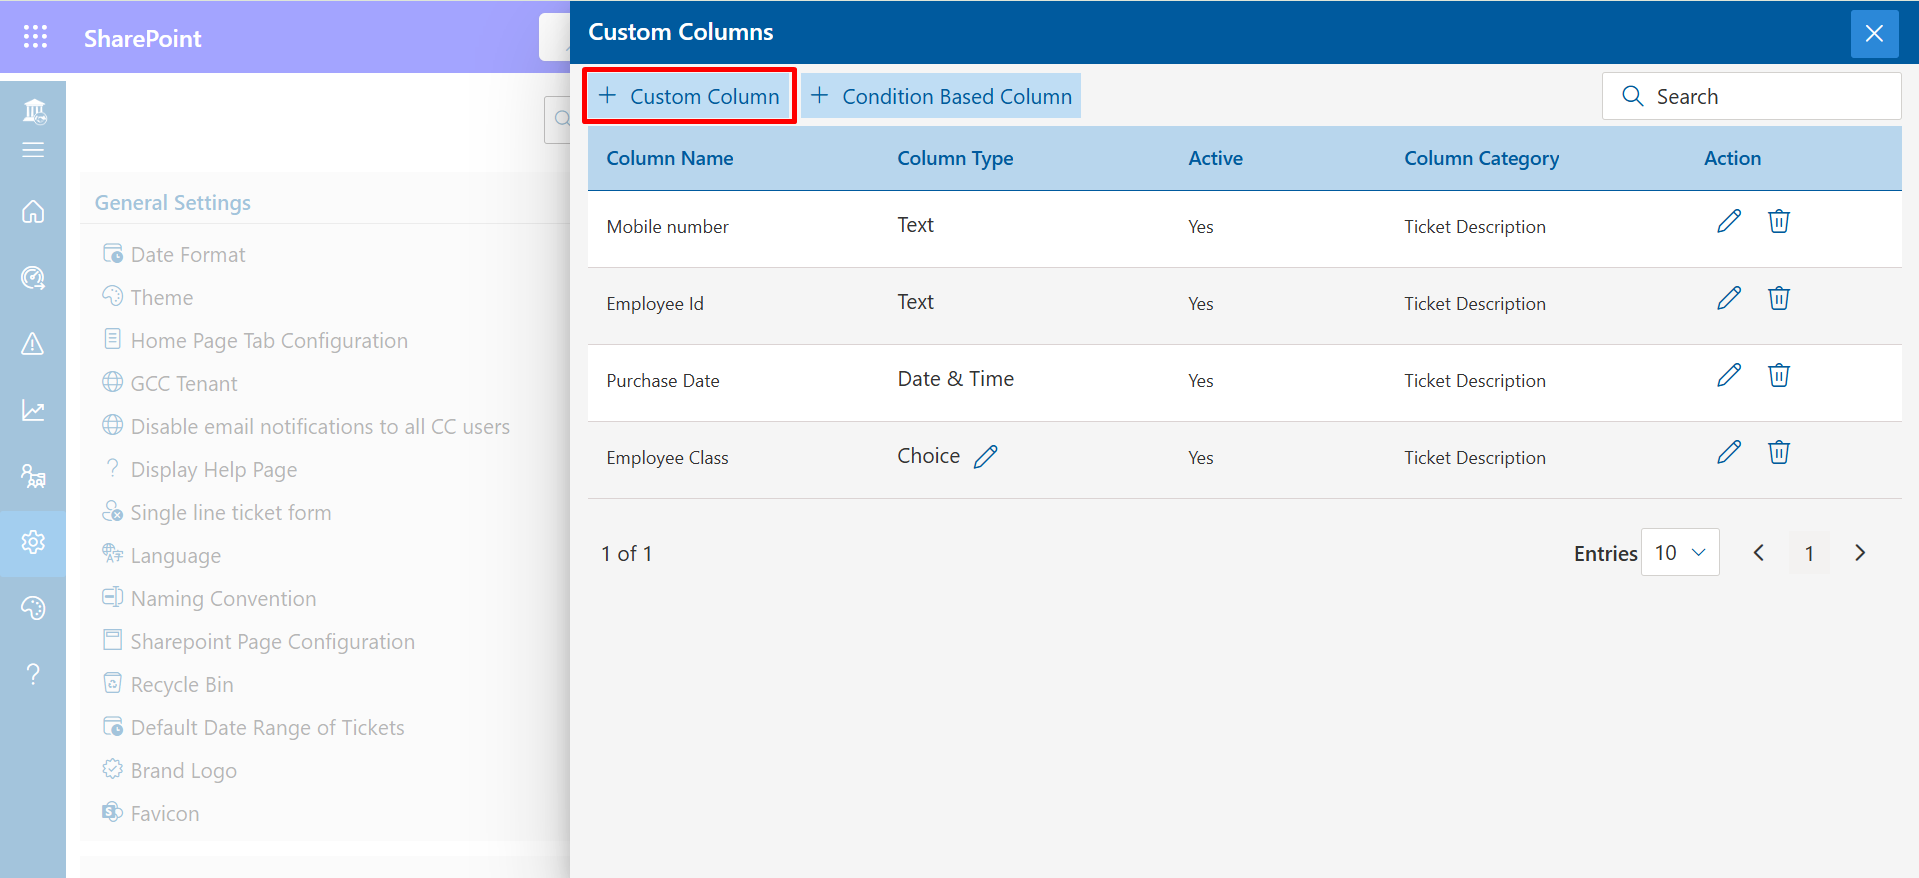 SharePoint
General Settings
Date Format
Theme
Home Page Tab Configuration
GCC Tenant
Disable email notifications to all CC users
Display Help Page
Single line ticket form
Language
Naming Convention
Sharepoint Page Configuration
Recycle Bin
Default Date Range of Tickets
Brand Logo
Favicon
Custom Columns
+ Custom Column + Condition Based Column Search
Column Name Column Type Active Column Category Action
Mobile number Text Yes Ticket Description
Employee Id Text Yes Ticket Description
Purchase Date Date & Time Yes Ticket Description
Employee Class Choice Yes Ticket Description
1 of 1 Entries 10 1